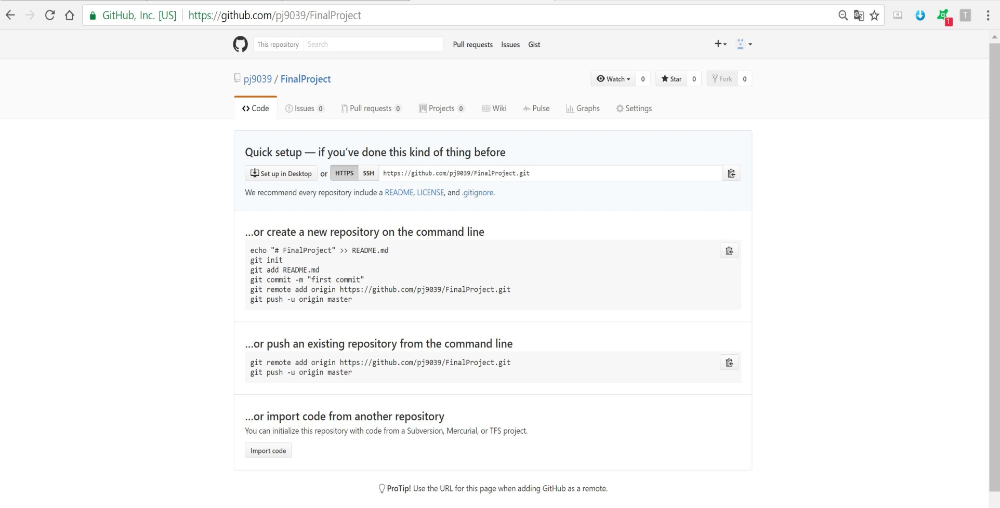 GitHub, Inc. [US] https://github.com/pj9039/FinalProject
1
T
This repository Search Pull requests Issues Gist
pj9039 / FinalProject Watch 0 Star 0 Fork 0
Code Issues 0 Pull requests 0 Projects 0 Wiki Pulse Graphs Settings
Quick setup — if you’ve done this kind of thing before
Set up in Desktop or HTTPS SSH https://github.com/pj9039/FinalProject.git
We recommend every repository include a README, LICENSE, and .gitignore.
…or create a new repository on the command line
echo "# FinalProject" >> README.md
git init
git add README.md
git commit -m "first commit"
git remote add origin https://github.com/pj9039/FinalProject.git
git push -u origin master
…or push an existing repository from the command line
git remote add origin https://github.com/pj9039/FinalProject.git
git push -u origin master
…or import code from another repository
You can initialize this repository with code from a Subversion, Mercurial, or TFS project.
Import code
ProTip! Use the URL for this page when adding GitHub as a remote.